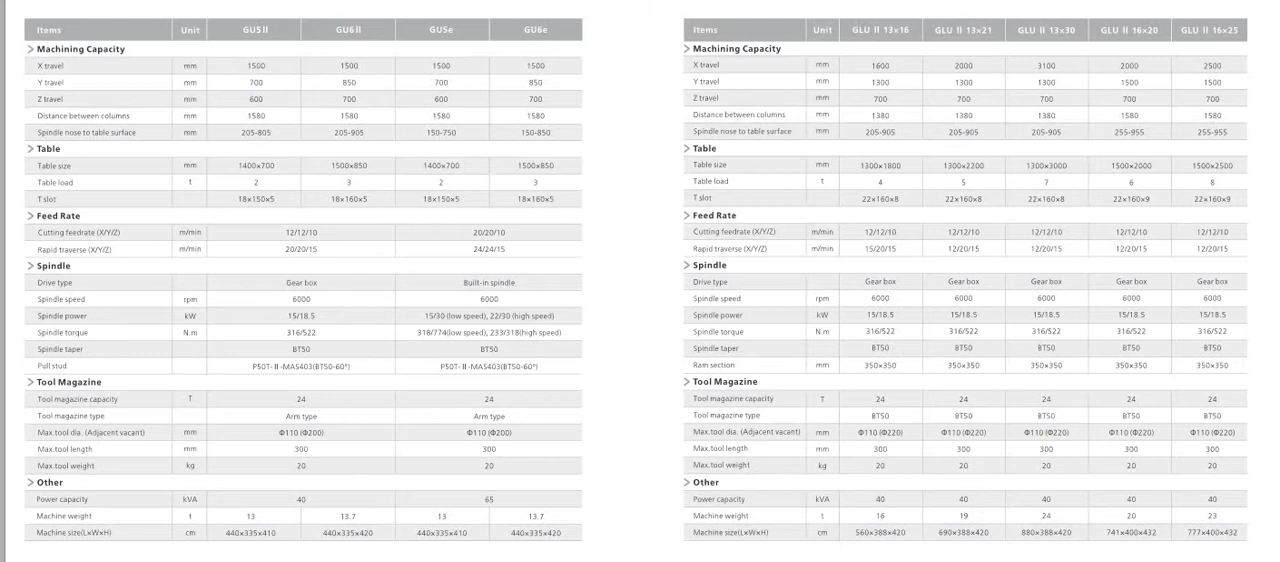 Items Unit GU5Ⅱ GU6Ⅱ GU5e GU6e
> Machining Capacity
X travel mm 1500 1500 1500 1500
Y travel mm 700 850 700 850
Z travel mm 600 700 600 700
Distance between columns mm 1580 1580 1580 1580
Spindle nose to table surface mm 205-805 205-905 150-750 150-850
> Table
Table size mm 1400×700 1500×850 1400×700 1500×850
Table load t 2 3 2 3
T slot 18×150×5 18×160×5 18×150×5 18×160×5
> Feed Rate
Cutting feedrate (X/Y/Z) m/min 12/12/10 20/20/10
Rapid traverse (X/Y/Z) m/min 20/20/15 24/24/15
> Spindle
Drive type Gear box Built-in spindle
Spindle speed rpm 6000 6000
Spindle power kW 15/18.5 15/30 (low speed), 22/30 (high speed)
Spindle torque N.m 316/522 318/774(low speed), 233/318(high speed)
Spindle taper BT50 BT50
Pull stud P50T-Ⅱ-MAS403(BT50-60°) P50T-Ⅱ-MAS403(BT50-60°)
> Tool Magazine
Tool magazine capacity T 24 24
Tool magazine type Arm type Arm type
Max.tool dia. (Adjacent vacant) mm Φ110 (Φ200) Φ110 (Φ200)
Max.tool length mm 300 300
Max.tool weight kg 20 20
> Other
Power capacity kVA 40 65
Machine weight t 13 13.7 13 13.7
Machine size(L×W×H) cm 440×335×410 440×335×420 440×335×410 440×335×420
Items Unit GLU Ⅱ 13×16 GLU Ⅱ 13×21 GLU Ⅱ 13×30 GLU Ⅱ 16×20 GLU Ⅱ 16×25
> Machining Capacity
X travel mm 1600 2000 3100 2000 2500
Y travel mm 1300 1300 1300 1500 1500
Z travel mm 700 700 700 700 700
Distance between columns mm 1380 1380 1380 1580 1580
Spindle nose to table surface mm 205-905 205-905 205-905 255-955 255-955
> Table
Table size mm 1300×1800 1300×2200 1300×3000 1500×2000 1500×2500
Table load t 4 5 7 6 8
T slot 22×160×8 22×160×8 22×160×8 22×160×9 22×160×9
> Feed Rate
Cutting feedrate (X/Y/Z) m/min 12/12/10 12/12/10 12/12/10 12/12/10 12/12/10
Rapid traverse (X/Y/Z) m/min 15/20/15 12/20/15 12/20/15 12/20/15 12/20/15
> Spindle
Drive type Gear box Gear box Gear box Gear box Gear box
Spindle speed rpm 6000 6000 6000 6000 6000
Spindle power kW 15/18.5 15/18.5 15/18.5 15/18.5 15/18.5
Spindle torque N.m 316/522 316/522 316/522 316/522 316/522
Spindle taper BT50 BT50 BT50 BT50 BT50
Ram section mm 350×350 350×350 350×350 350×350 350×350
> Tool Magazine
Tool magazine capacity T 24 24 24 24 24
Tool magazine type BT50 BT50 BT50 BT50 BT50
Max.tool dia. (Adjacent vacant) mm Φ110 (Φ220) Φ110 (Φ220) Φ110 (Φ220) Φ110 (Φ220) Φ110 (Φ220)
Max.tool length mm 300 300 300 300 300
Max.tool weight kg 20 20 20 20 20
> Other
Power capacity kVA 40 40 40 40 40
Machine weight t 16 19 24 20 23
Machine size(L×W×H) cm 560×388×420 690×388×420 880×388×420 741×400×432 777×400×432